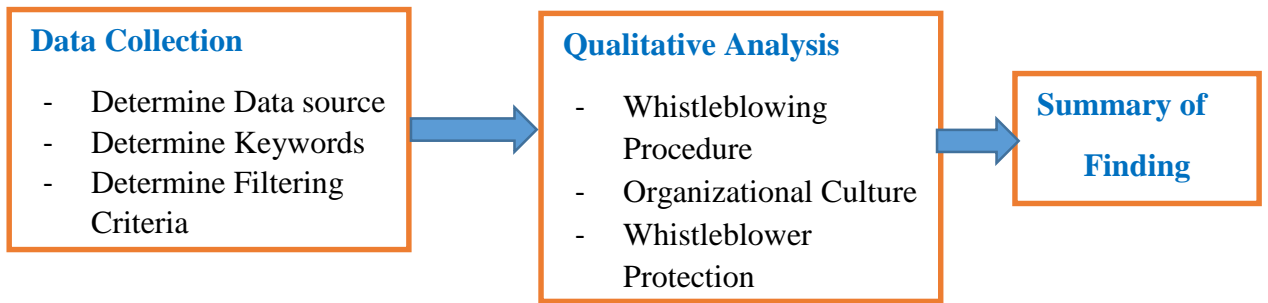 Data Collection
- Determine Data source
- Determine Keywords
- Determine Filtering
Criteria
Qualitative Analysis
- Whistleblowing
Procedure
- Organizational Culture
- Whistleblower
Protection
Summary of
Finding